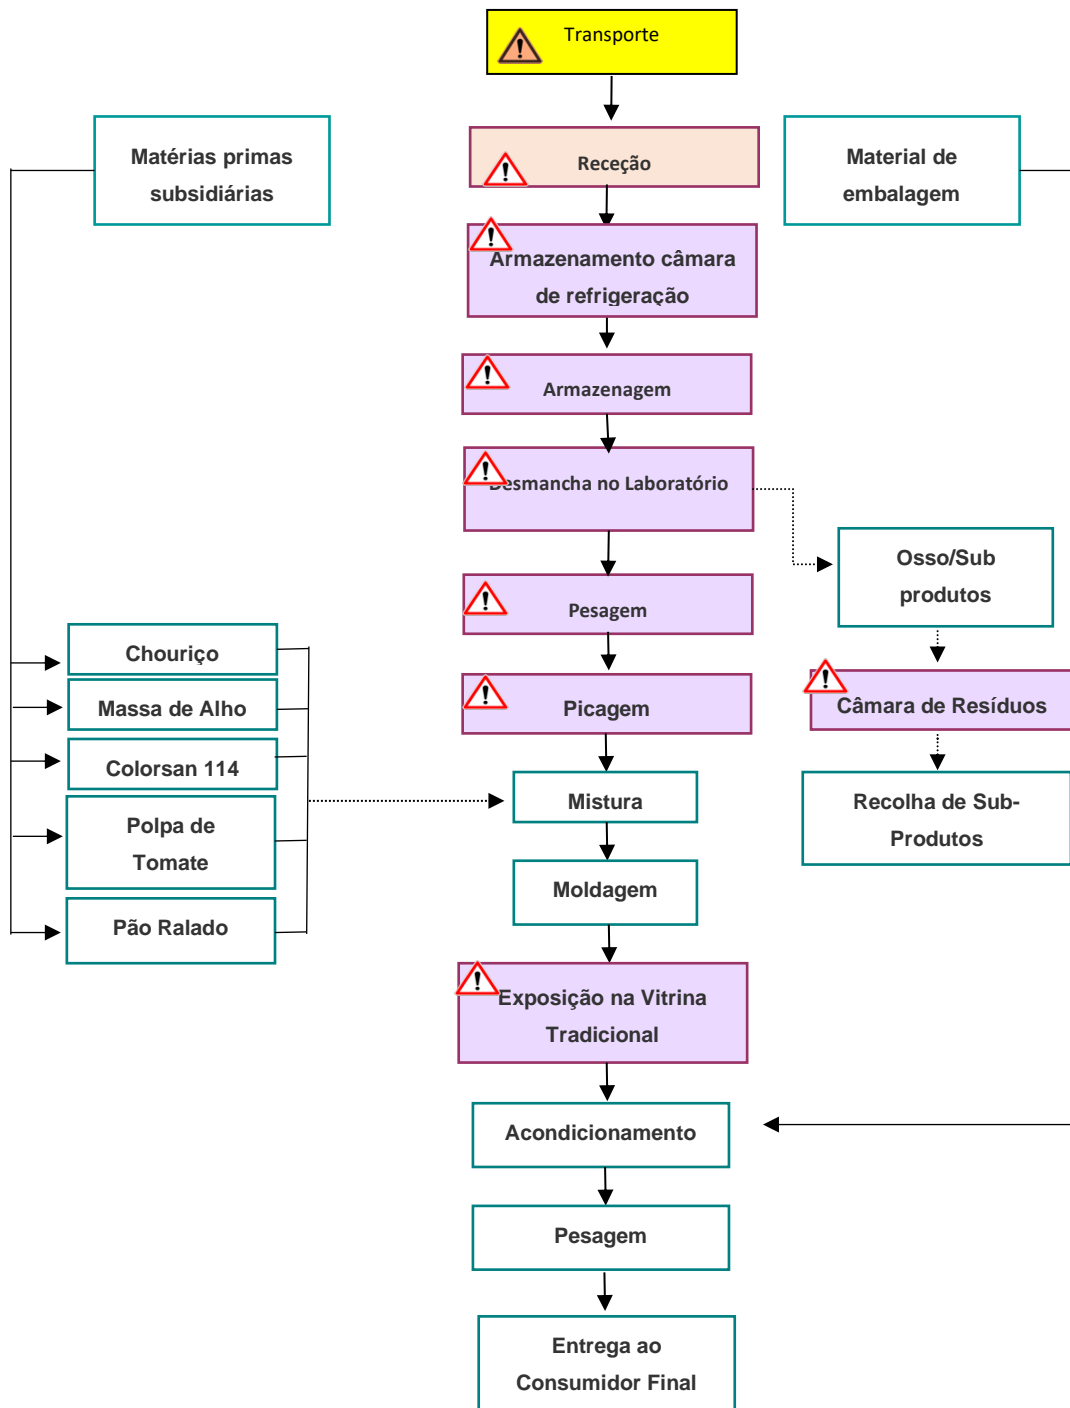 Transporte
Matérias primas
subsidiárias
Receção
Material de
embalagem
Armazenamento câmara
de refrigeração
Armazenagem
Desmancha no Laboratório
Osso/Sub
produtos
Pesagem
Chouriço
Massa de Alho
Colorsan 114
Polpa de
Tomate
Pão Ralado
Picagem
Câmara de Resíduos
Mistura
Recolha de Sub-
Produtos
Moldagem
Exposição na Vitrina
Tradicional
Acondicionamento
Pesagem
Entrega ao
Consumidor Final